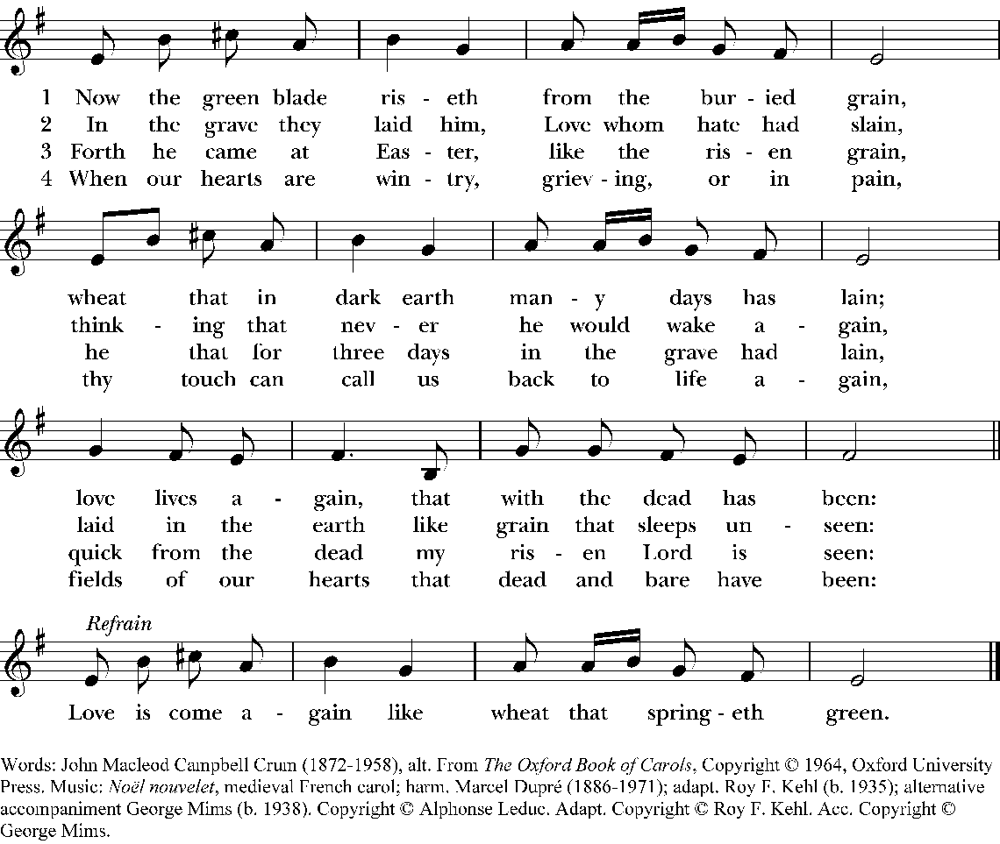 1 Now the green blade ris - eth from the bur - ied grain,
2 In the grave they laid him, Love whom hate had slain,
3 Forth he came at Eas - ter, like the ris - en grain,
4 When our hearts are win - try, griev - ing, or in pain,
wheat that in dark earth man - y days has lain;
think - ing that nev - er he would wake a - gain,
he that for three days in the grave had lain,
thy touch can call us back to life a - gain,
love lives a - gain, that with the dead has been:
laid in the earth like grain that sleeps un - seen:
quick from the dead my ris - en Lord is seen:
fields of our hearts that dead and bare have been:
Refrain
Love is come a - gain like wheat that spring - eth green.
Words: John Macleod Campbell Crum (1872-1958), alt. From The Oxford Book of Carols, Copyright © 1964, Oxford University
Press. Music: Noël nouvelet, medieval French carol; harm. Marcel Dupré (1886-1971); adapt. Roy F. Kehl (b. 1935); alternative
accompaniment George Mims (b. 1938). Copyright © Alphonse Leduc. Adapt. Copyright © Roy F. Kehl. Acc. Copyright ©
George Mims.